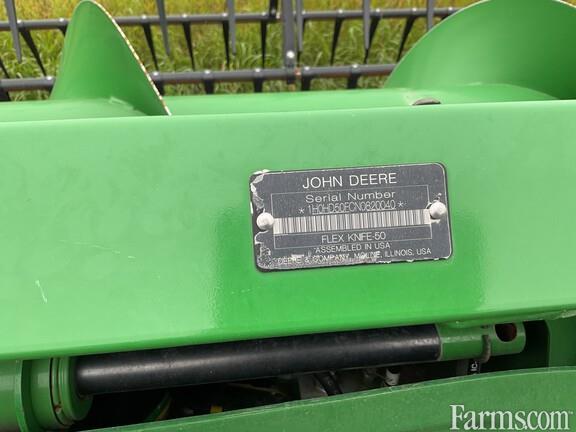 JOHN DEERE
Serial Number
*1H0HD50FCN0820040*
FLEX KNIFE-50
ASSEMBLED IN USA
DEERE & COMPANY, MOLINE, ILLINOIS, USA
Farms.com